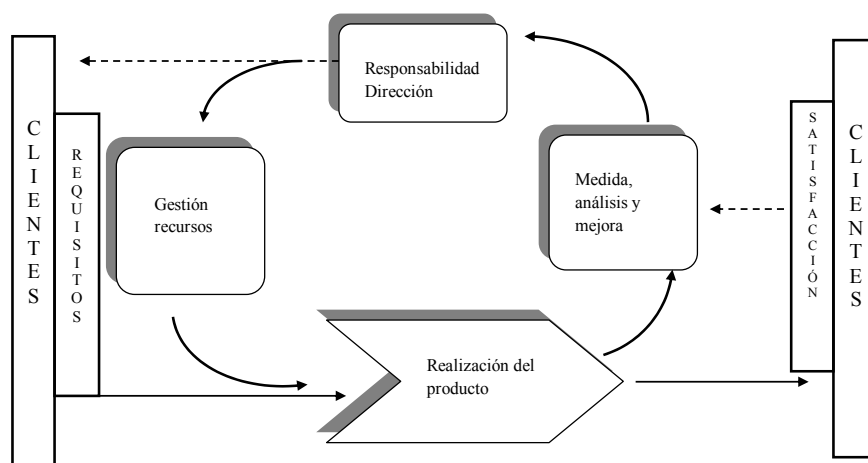 CLIENTES
REQUISITOS
Responsabilidad
Dirección
Gestión
recursos
Medida,
análisis y
mejora
Realización del
producto
SATISFACCIÓN
CLIENTES